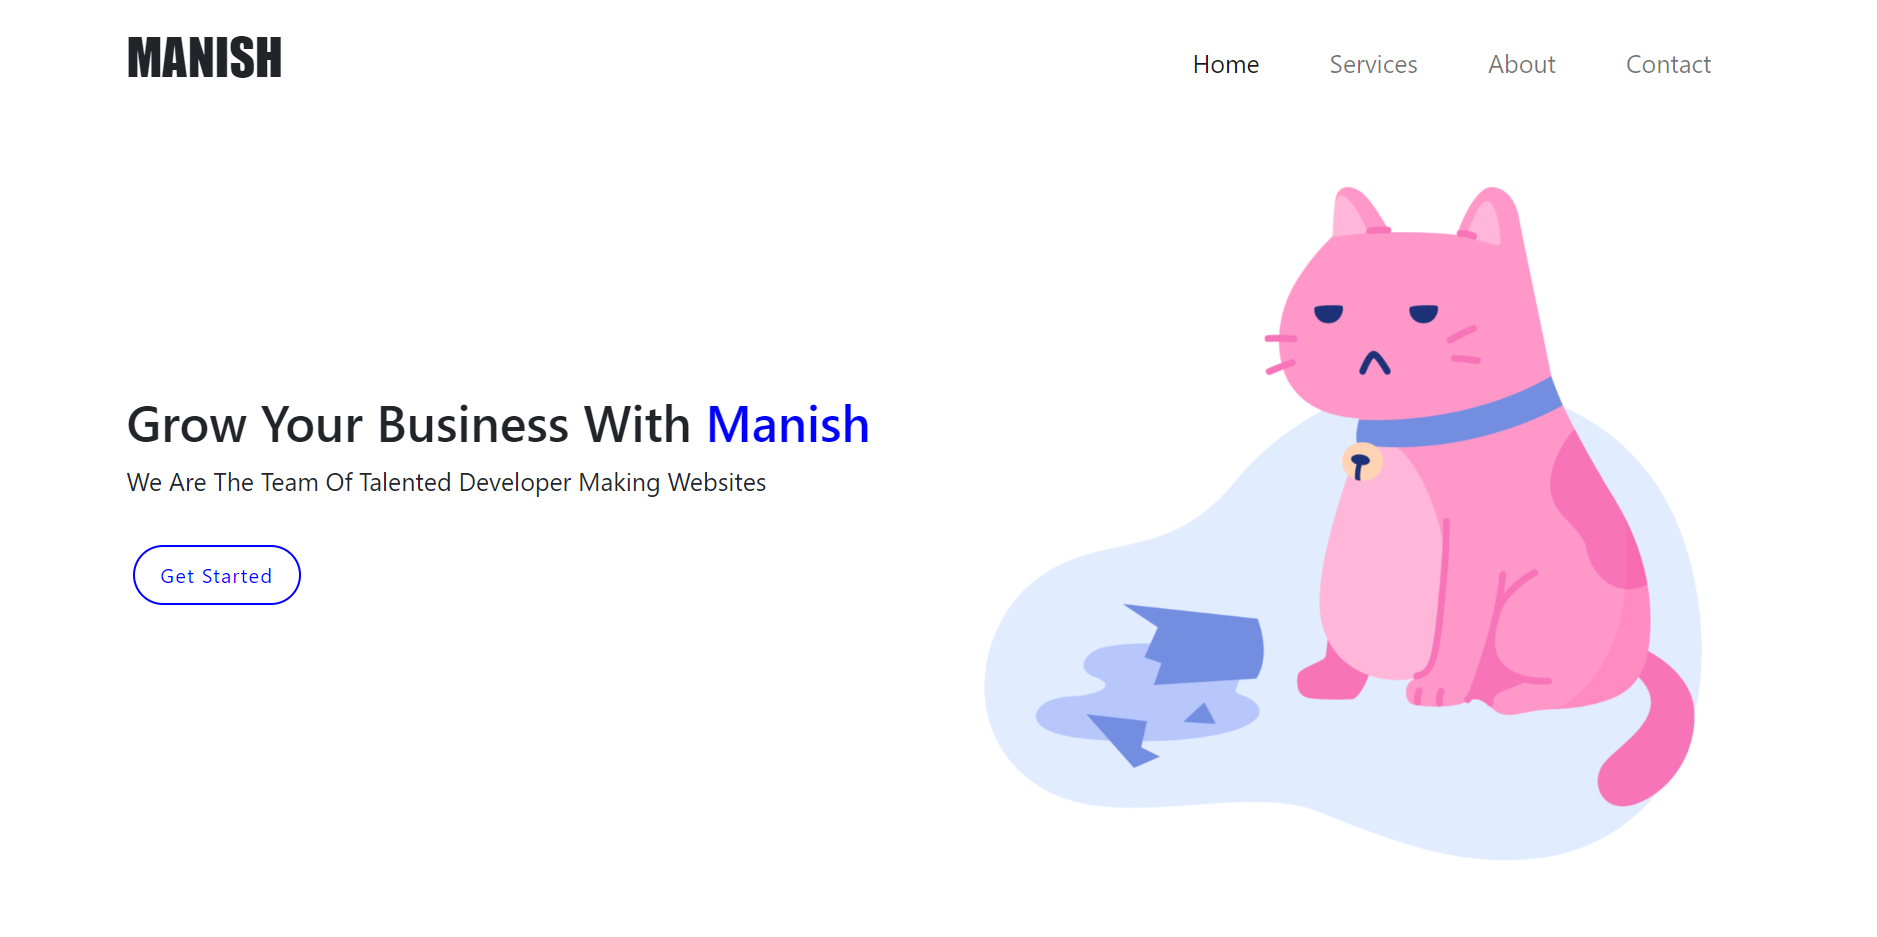 MANISH
Home Services About Contact
Grow Your Business With Manish
We Are The Team Of Talented Developer Making Websites
Get Started